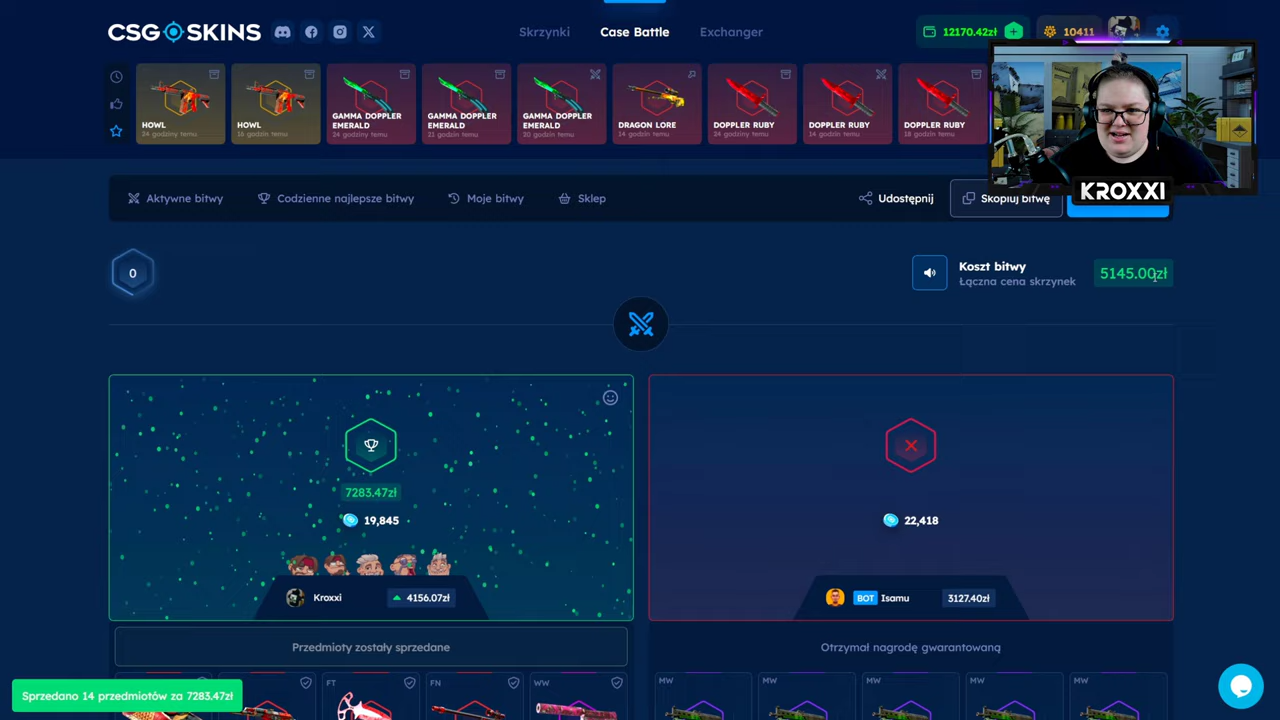 CSG SKINS
Skrzynki
Case Battle
Exchanger
12170.42zł
10411
HOWL
24 godziny temu
HOWL
16 godzin temu
GAMMA DOPPLER
EMERALD
24 godziny temu
GAMMA DOPPLER
EMERALD
21 godzin temu
GAMMA DOPPLER
EMERALD
20 godzin temu
DRAGON LORE
14 godzin temu
DOPPLER RUBY
24 godziny temu
DOPPLER RUBY
14 godzin temu
DOPPLER RUBY
18 godzin temu
KROXXI
Aktywne bitwy
Codzienne najlepsze bitwy
Moje bitwy
Sklep
Udostępnij
Skopiuj bitwę
0
Koszt bitwy
Łączna cena skrzynek
5145.00zł
7283.47zł
19,845
22,418
Kroxxi
4156.07zł
BOT Isamu
3127.40zł
Przedmioty zostały sprzedane
Otrzymał nagrodę gwarantowaną
FT
FN
WW
MW
MW
MW
MW
MW
Sprzedano 14 przedmiotów za 7283.47zł